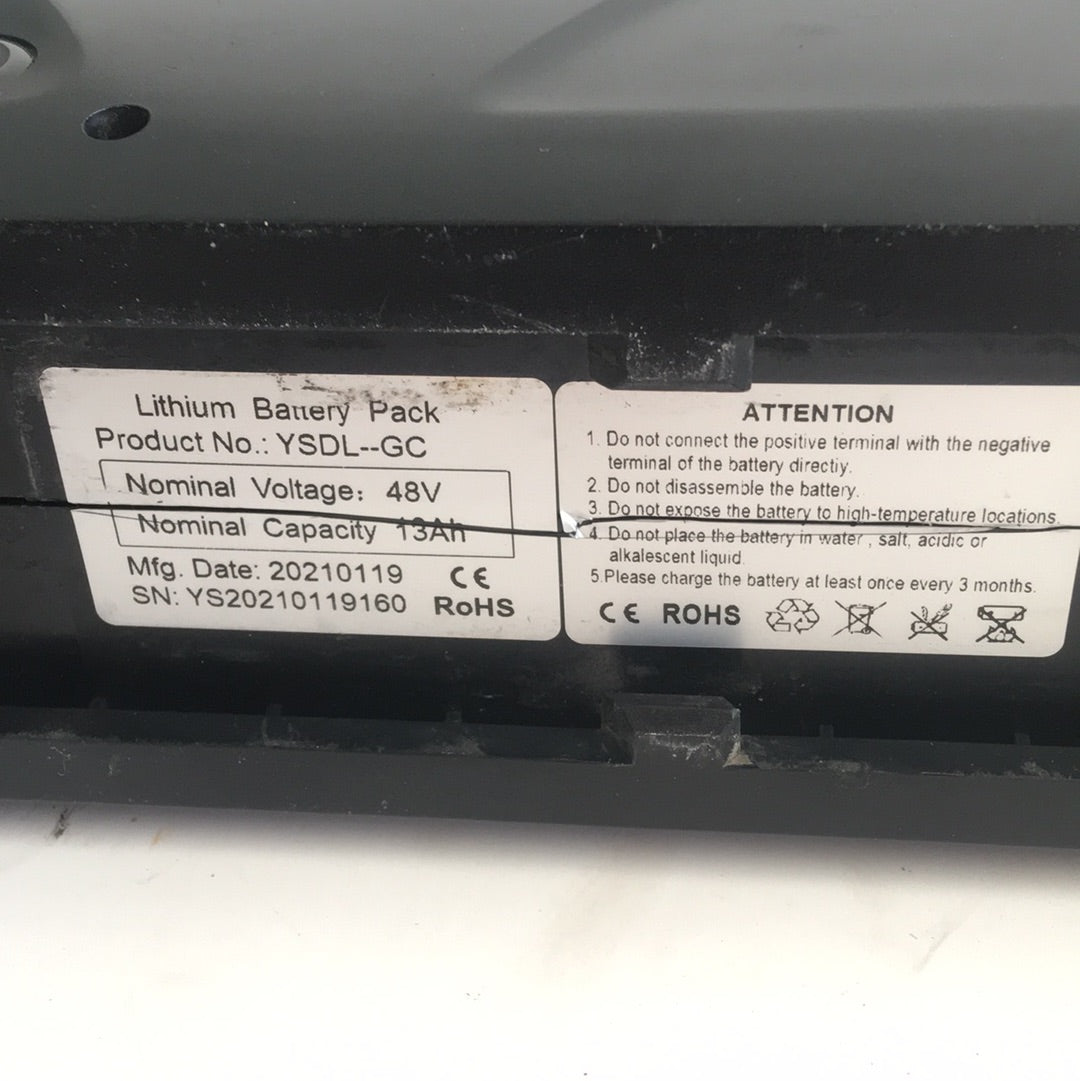 Lithium Battery Pack
Product No.: YSDL--GC
Nominal Voltage: 48V
Nominal Capacity 13Ah
Mfg. Date: 20210119 CE
SN: YS20210119160 RoHS
ATTENTION
1. Do not connect the positive terminal with the negative
terminal of the battery directiy.
2. Do not disassemble the battery.
3. Do not expose the battery to high-temperature locations.
4. Do not place the battery in water , salt, acidic or
alkalescent liquid.
5.Please charge the battery at least once every 3 months.
CE ROHS